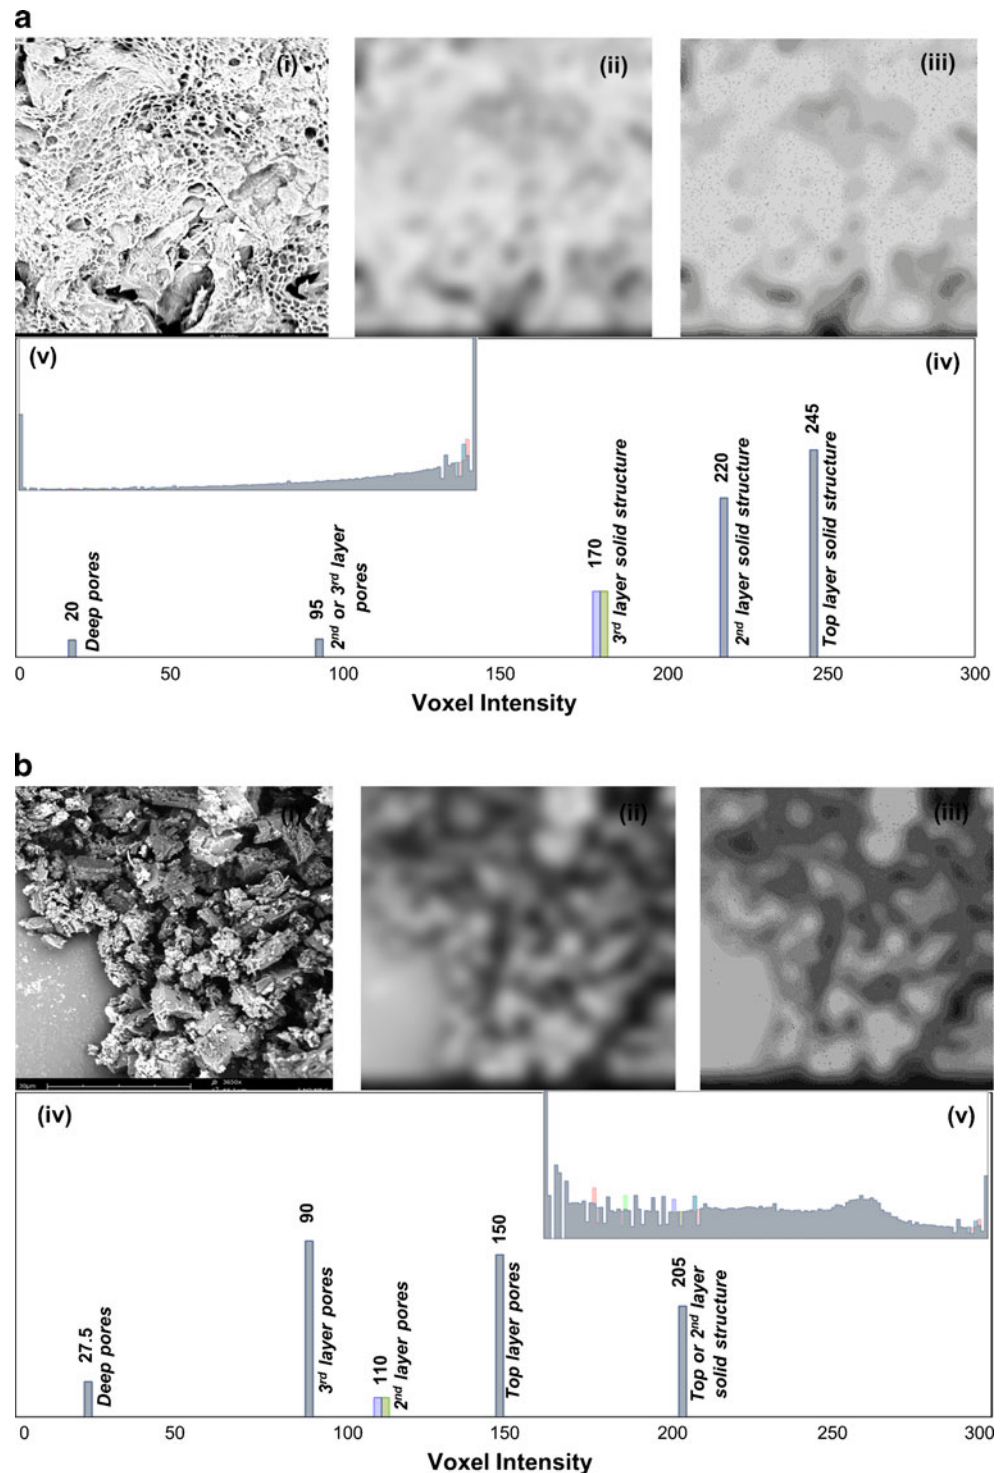 a
(i)
(ii)
(iii)
(v)
(iv)
20
Deep pores
95
2nd or 3rd layer
pores
170
3rd layer solid structure
220
2nd layer solid structure
245
Top layer solid structure
0 50 100 150 200 250 300
Voxel Intensity
b
(i)
(ii)
(iii)
30µm
3650x
(iv)
(v)
27.5
Deep pores
90
3rd layer pores
110
2nd layer pores
150
Top layer pores
205
Top or 2nd layer
solid structure
0 50 100 150 200 250 300
Voxel Intensity